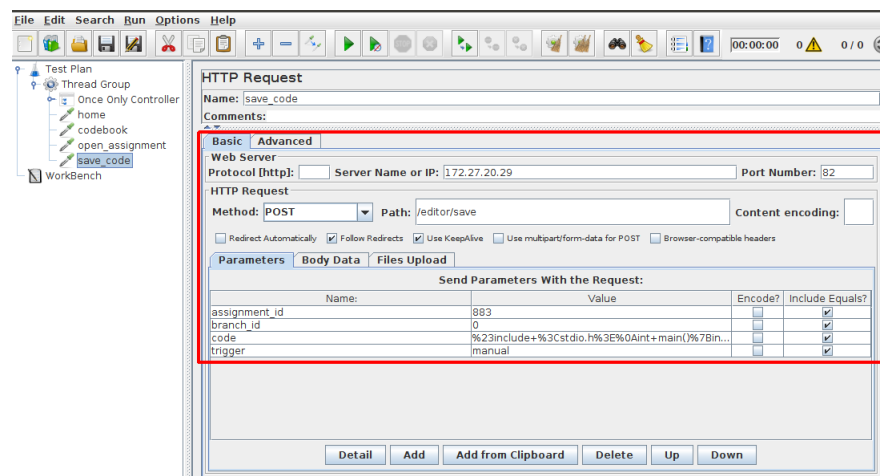 File Edit Search Run Options Help
00:00:00 0 0 / 0
Test Plan
Thread Group
Once Only Controller
home
codebook
open_assignment
save_code
WorkBench
HTTP Request
Name: save_code
Comments:
Basic Advanced
Web Server
Protocol [http]: Server Name or IP: 172.27.20.29 Port Number: 82
HTTP Request
Method: POST Path: /editor/save Content encoding:
Redirect Automatically Follow Redirects Use KeepAlive Use multipart/form-data for POST Browser-compatible headers
Parameters Body Data Files Upload
Send Parameters With the Request:
Name: Value Encode? Include Equals?
assignment_id 883
branch_id 0
code %23include+%3Cstdio.h%3E%0Aint+main()%7Bin...
trigger manual
Detail Add Add from Clipboard Delete Up Down